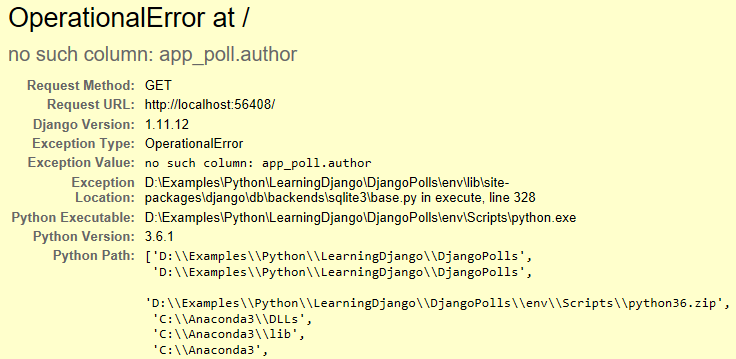 OperationalError at /
no such column: app_poll.author
Request Method: GET
Request URL: http://localhost:56408/
Django Version: 1.11.12
Exception Type: OperationalError
Exception Value: no such column: app_poll.author
Exception D:\Examples\Python\LearningDjango\DjangoPolls\env\lib\site-
Location: packages\django\db\backends\sqlite3\base.py in execute, line 328
Python Executable: D:\Examples\Python\LearningDjango\DjangoPolls\env\Scripts\python.exe
Python Version: 3.6.1
Python Path: ['D:\\Examples\\Python\\LearningDjango\\DjangoPolls',
'D:\\Examples\\Python\\LearningDjango\\DjangoPolls',
'D:\\Examples\\Python\\LearningDjango\\DjangoPolls\\env\\Scripts\\python36.zip',
'C:\\Anaconda3\\DLLs',
'C:\\Anaconda3\\lib',
'C:\\Anaconda3',